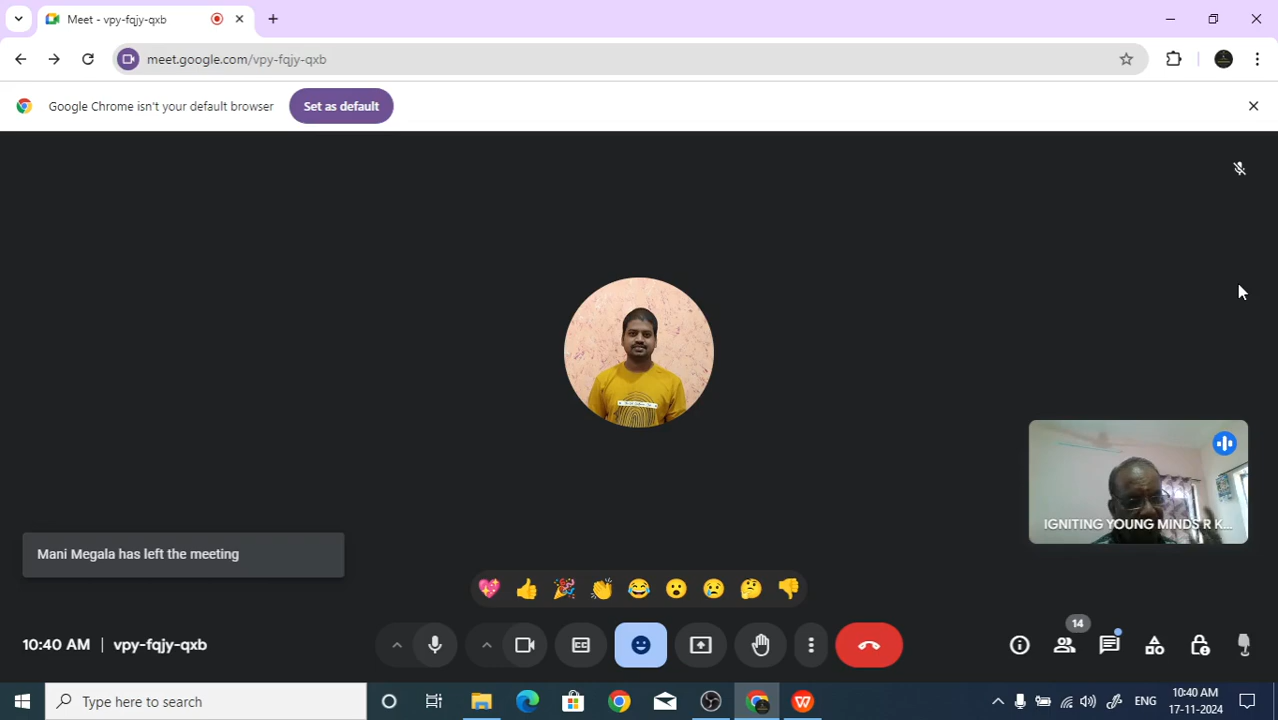 Meet - vpy-fqjy-qxb
meet.google.com/vpy-fqjy-qxb
Google Chrome isn't your default browser
Set as default
IGNITING YOUNG MINDS R K...
Mani Megala has left the meeting
10:40 AM | vpy-fqjy-qxb
14
Type here to search
ENG
10:40 AM
17-11-2024